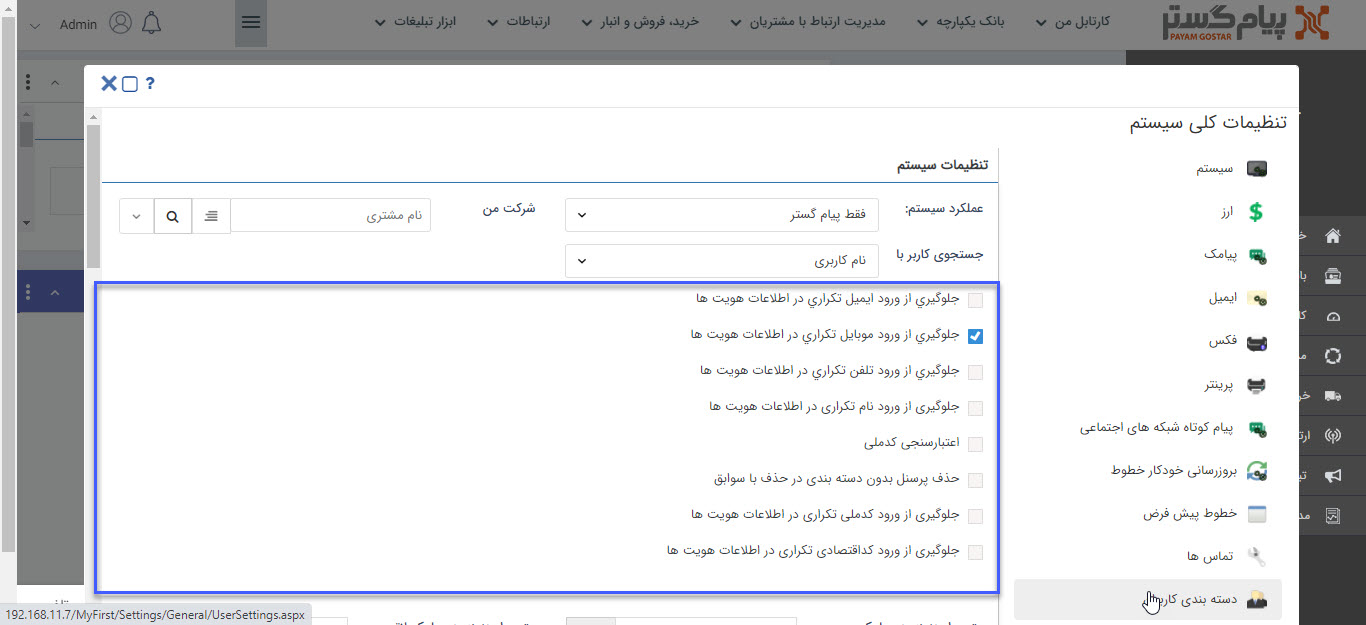 پیام گستر
PAYAM GOSTAR
کارتابل من
بانک یکپارچه
مدیریت ارتباط با مشتریان
خرید، فروش و انبار
ارتباطات
ابزار تبلیغات
Admin
?
تنظیمات کلی سیستم
سیستم
ارز
پیامک
ایمیل
فکس
پرینتر
پیام کوتاه شبکه های اجتماعی
بروزرسانی خودکار خطوط
خطوط پیش فرض
تماس ها
دسته بندی
تنظیمات سیستم
عملکرد سیستم:
فقط پیام گستر
شرکت من
نام مشتری
جستجوی کاربر با
نام کاربری
جلوگيري از ورود ايميل تكراري در اطلاعات هويت ها
جلوگيري از ورود موبايل تكراري در اطلاعات هويت ها
جلوگيري از ورود تلفن تكراري در اطلاعات هويت ها
جلوگیری از ورود نام تکراری در اطلاعات هویت ها
اعتبارسنجی کدملی
حذف پرسنل بدون دسته بندی در حذف با سوابق
جلوگیری از ورود کدملی تکراری در اطلاعات هویت ها
جلوگیری از ورود کداقتصادی تکراری در اطلاعات هویت ها
192.168.11.7/MyFirst/Settings/General/UserSettings.aspx